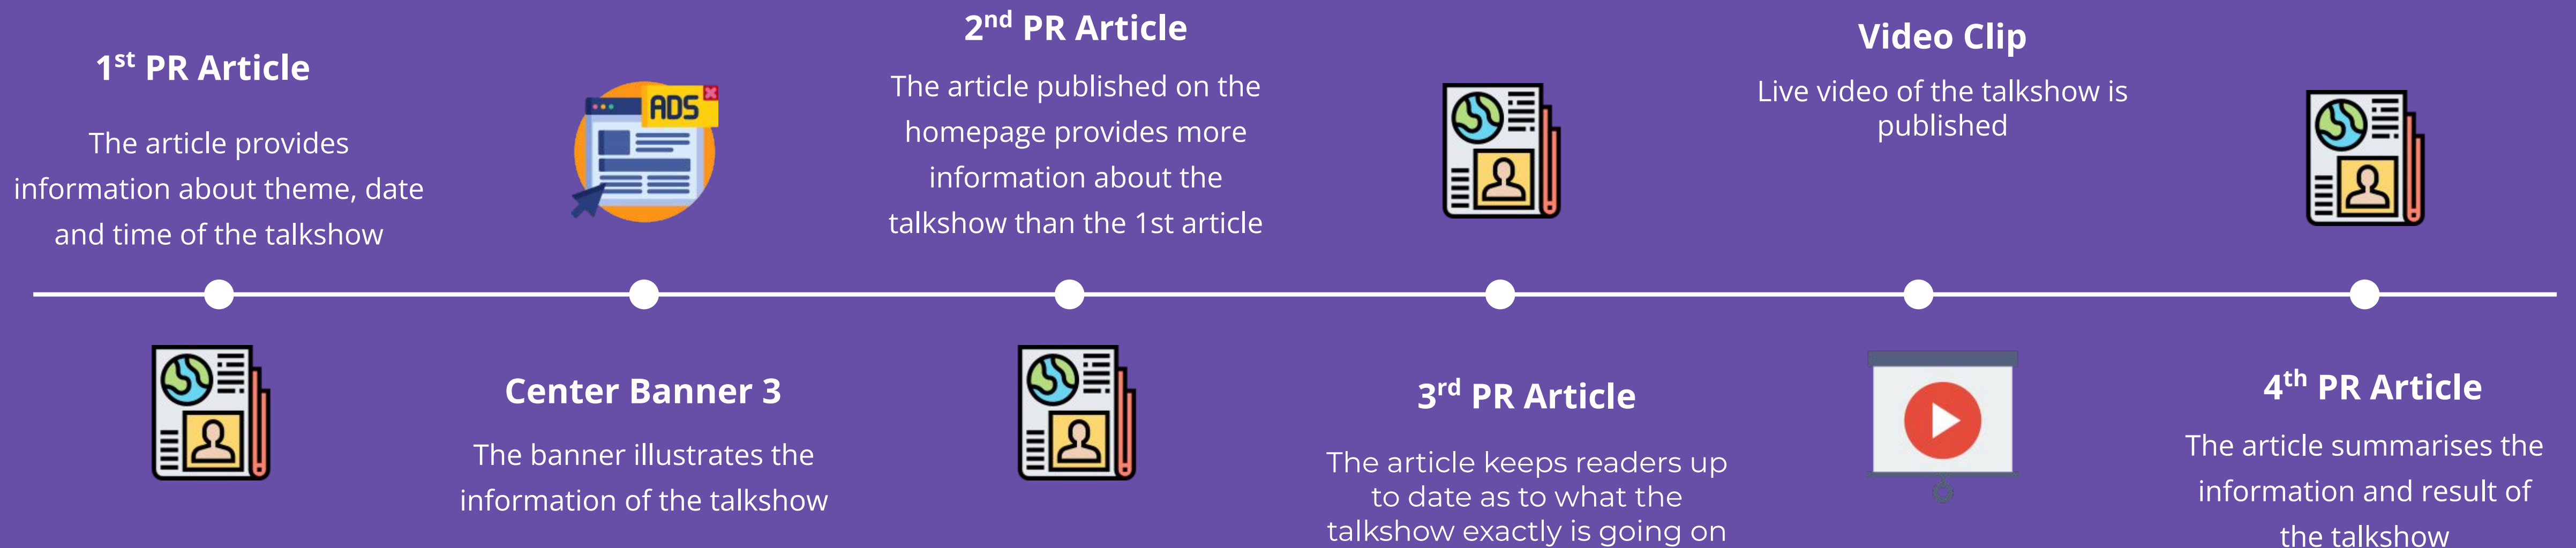 1st PR Article
The article provides
information about theme, date
and time of the talkshow
ADS
Center Banner 3
The banner illustrates the
information of the talkshow
2nd PR Article
The article published on the
homepage provides more
information about the
talkshow than the 1st article
3rd PR Article
The article keeps readers up
to date as to what the
talkshow exactly is going on
Video Clip
Live video of the talkshow is
published
4th PR Article
The article summarises the
information and result of
the talkshow